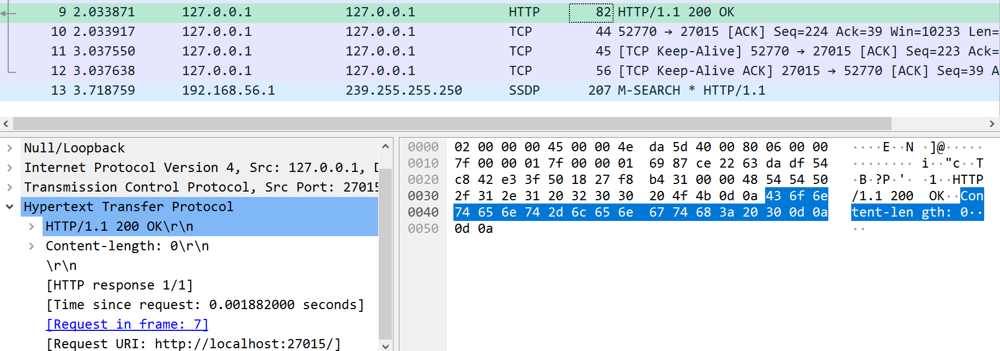 9 2.033871 127.0.0.1 127.0.0.1 HTTP 82 HTTP/1.1 200 OK
10 2.033917 127.0.0.1 127.0.0.1 TCP 44 52770 → 27015 [ACK] Seq=224 Ack=39 Win=10233 Len=
11 3.037550 127.0.0.1 127.0.0.1 TCP 45 [TCP Keep-Alive] 52770 → 27015 [ACK] Seq=223 Ack=
12 3.037638 127.0.0.1 127.0.0.1 TCP 56 [TCP Keep-Alive ACK] 27015 → 52770 [ACK] Seq=39 A
13 3.718759 192.168.56.1 239.255.255.250 SSDP 207 M-SEARCH * HTTP/1.1
Null/Loopback
Internet Protocol Version 4, Src: 127.0.0.1, D
Transmission Control Protocol, Src Port: 27015
Hypertext Transfer Protocol
HTTP/1.1 200 OK\r\n
Content-length: 0\r\n
\r\n
[HTTP response 1/1]
[Time since request: 0.001882000 seconds]
[Request in frame: 7]
[Request URI: http://localhost:27015/]
0000 02 00 00 00 45 00 00 4e da 5d 40 00 80 06 00 00 ····E··N ·]@·····
0010 7f 00 00 01 7f 00 00 01 69 87 ce 22 63 da df 54 ········ i··"c··T
0020 c8 42 e3 3f 50 18 27 f8 b4 31 00 00 48 54 54 50 ·B·?P·'· ·1··HTTP
0030 2f 31 2e 31 20 32 30 30 20 4f 4b 0d 0a 43 6f 6e /1.1 200 OK··Con
0040 74 65 6e 74 2d 6c 65 6e 67 74 68 3a 20 30 0d 0a tent-len gth: 0··
0050 0d 0a ··